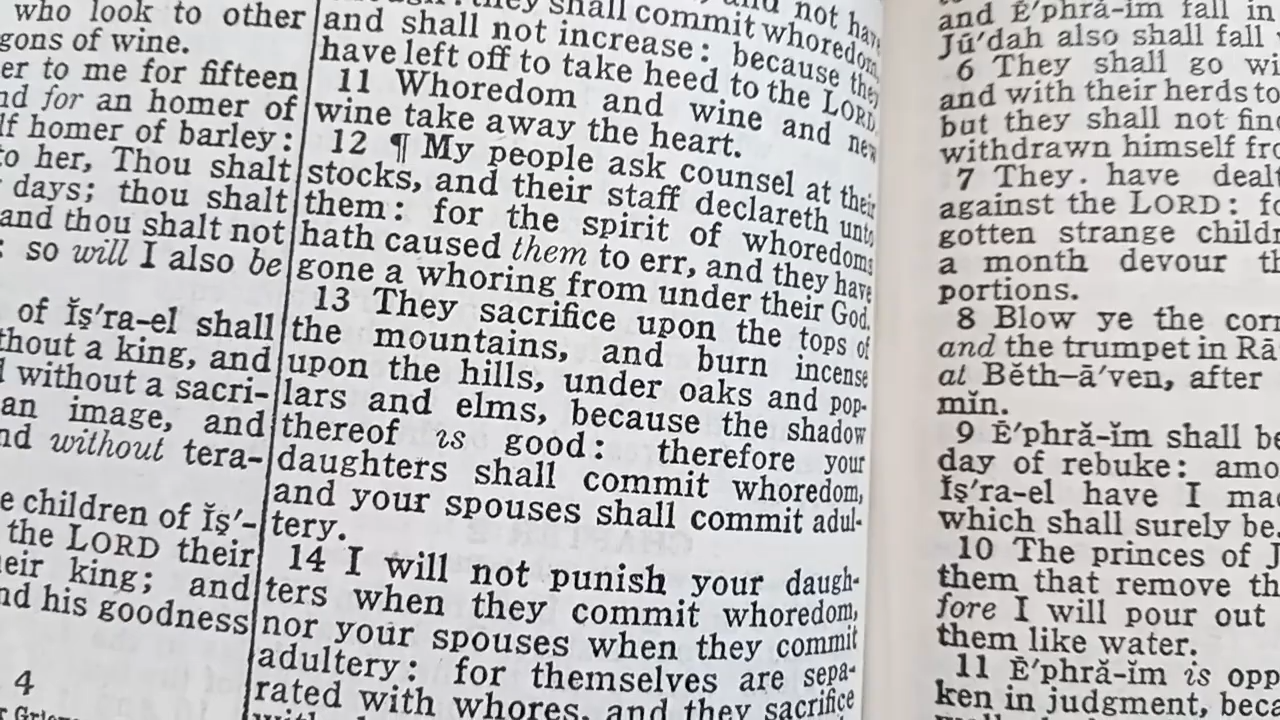 who look to other
gons of wine.
er to me for fifteen
nd for an homer of
lf homer of barley:
to her, Thou shalt
days; thou shalt
and thou shalt not
: so will I also be
of Ĭṣ'ra-el shall
thout a king, and
without a sacri-
an image, and
nd without tera-
e children of Ĭṣ'-
the LORD their
heir king; and
nd his goodness
4
they shall commit whoredom,
and shall not increase: because they
have left off to take heed to the LORD.
11 Whoredom and wine and new
wine take away the heart.
12 ¶ My people ask counsel at their
stocks, and their staff declareth unto
them: for the spirit of whoredoms
hath caused them to err, and they have
gone a whoring from under their God.
13 They sacrifice upon the tops of
the mountains, and burn incense
upon the hills, under oaks and pop-
lars and elms, because the shadow
thereof is good: therefore your
daughters shall commit whoredom,
and your spouses shall commit adul-
tery.
14 I will not punish your daugh-
ters when they commit whoredom,
nor your spouses when they commit
adultery: for themselves are sepa-
rated with whores, and they sacrifice
and Ē'phră-ĭm fall in
Jū'dah also shall fall
6 They shall go wi
and with their herds to
but they shall not find
withdrawn himself fro
7 They have dealt
against the LORD: fo
gotten strange childr
a month devour th
portions.
8 Blow ye the corn
and the trumpet in Rā
at Bĕth–ā'ven, after
mĭn.
9 Ē'phră-ĭm shall be
day of rebuke: amo
Ĭṣ'ra-el have I mad
which shall surely be.
10 The princes of J
them that remove th
fore I will pour out
them like water.
11 Ē'phră-ĭm is opp
ken in judgment, beca